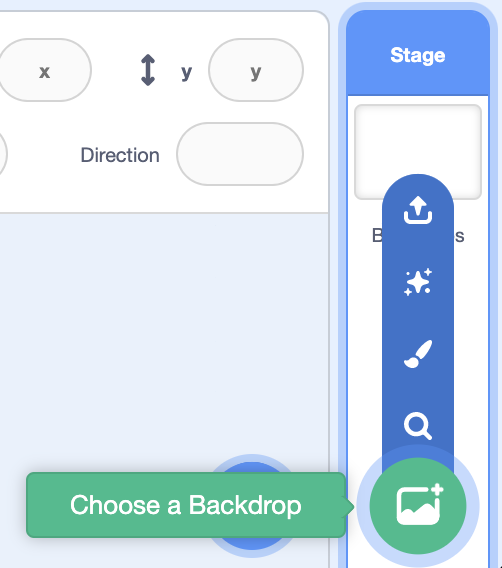 x
y
y
Stage
Direction
Choose a Backdrop